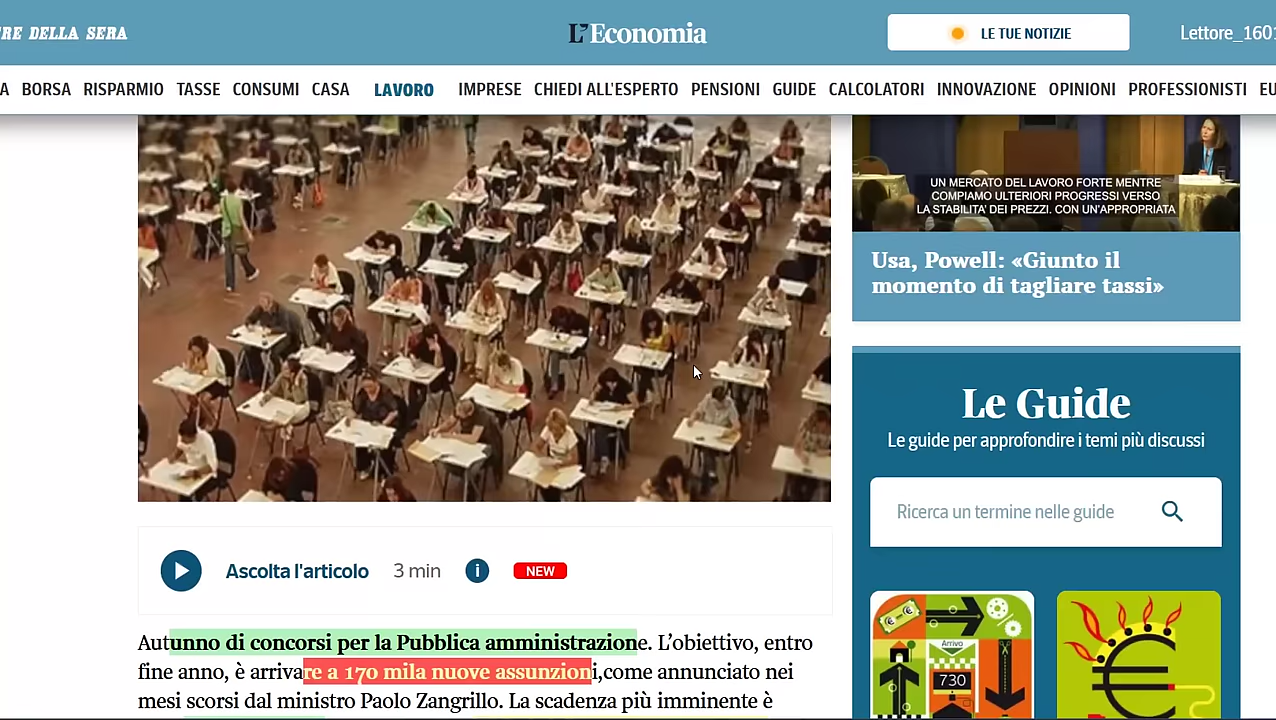 RE DELLA SERA
L'Economia
LE TUE NOTIZIE
Lettore_1601
A BORSA RISPARMIO TASSE CONSUMI CASA LAVORO IMPRESE CHIEDI ALL'ESPERTO PENSIONI GUIDE CALCOLATORI INNOVAZIONE OPINIONI PROFESSIONISTI EU
UN MERCATO DEL LAVORO FORTE MENTRE
COMPIAMO ULTERIORI PROGRESSI VERSO
LA STABILITA' DEI PREZZI. CON UN'APPROPRIATA
Usa, Powell: «Giunto il
momento di tagliare tassi»
Le Guide
Le guide per approfondire i temi più discussi
Ricerca un termine nelle guide
Arrivo
730
Ascolta l'articolo 3 min i NEW
Autunno di concorsi per la Pubblica amministrazione. L'obiettivo, entro
fine anno, è arrivare a 170 mila nuove assunzioni,come annunciato nei
mesi scorsi dal ministro Paolo Zangrillo. La scadenza più imminente è